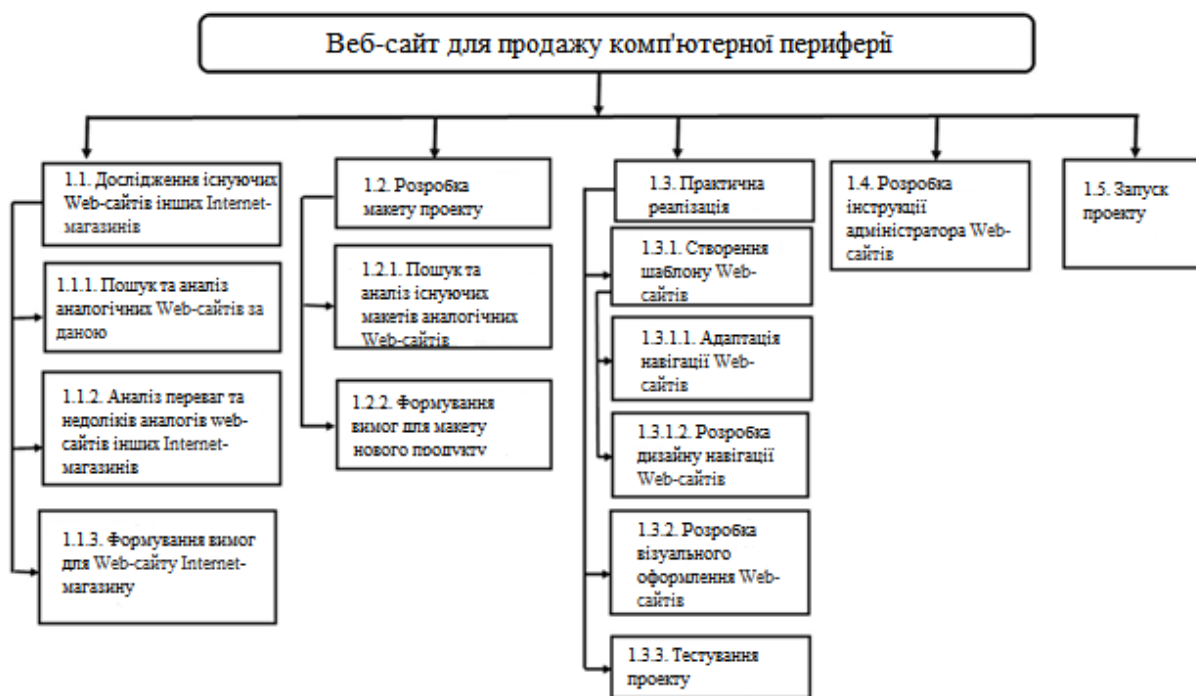 Веб-сайт для продажу комп'ютерної периферії
1.1. Дослідження існуючих
Web-сайтів інших Internet-
магазинів
1.1.1. Пошук та аналіз
аналогічних Web-сайтів за
даною
1.1.2. Аналіз переваг та
недоліків аналогів web-
сайтів інших Internet-
магазинів
1.1.3. Формування вимог
для Web-сайту Internet-
магазину
1.2. Розробка
макету проекту
1.2.1. Пошук та
аналіз існуючих
макетів аналогічних
Web-сайтів
1.2.2. Формування
вимог для макету
нового продукту
1.3. Практична
реалізація
1.3.1. Створення
шаблону Web-
сайтів
1.3.1.1. Адаптація
навігації Web-
сайтів
1.3.1.2. Розробка
дизайну навігації
Web-сайтів
1.3.2. Розробка
візуального
оформлення Web-
сайтів
1.3.3. Тестування
проекту
1.4. Розробка
інструкції
адміністратора Web-
сайтів
1.5. Запуск
проекту